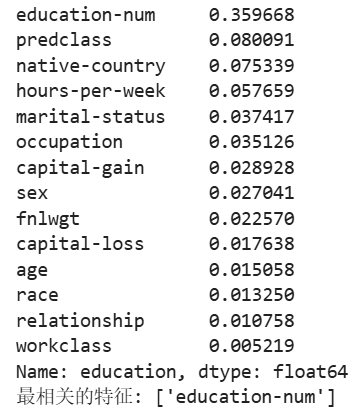 education-num 0.359668
predclass 0.080091
native-country 0.075339
hours-per-week 0.057659
marital-status 0.037417
occupation 0.035126
capital-gain 0.028928
sex 0.027041
fnlwgt 0.022570
capital-loss 0.017638
age 0.015058
race 0.013250
relationship 0.010758
workclass 0.005219
Name: education, dtype: float64
最相关的特征: ['education-num']